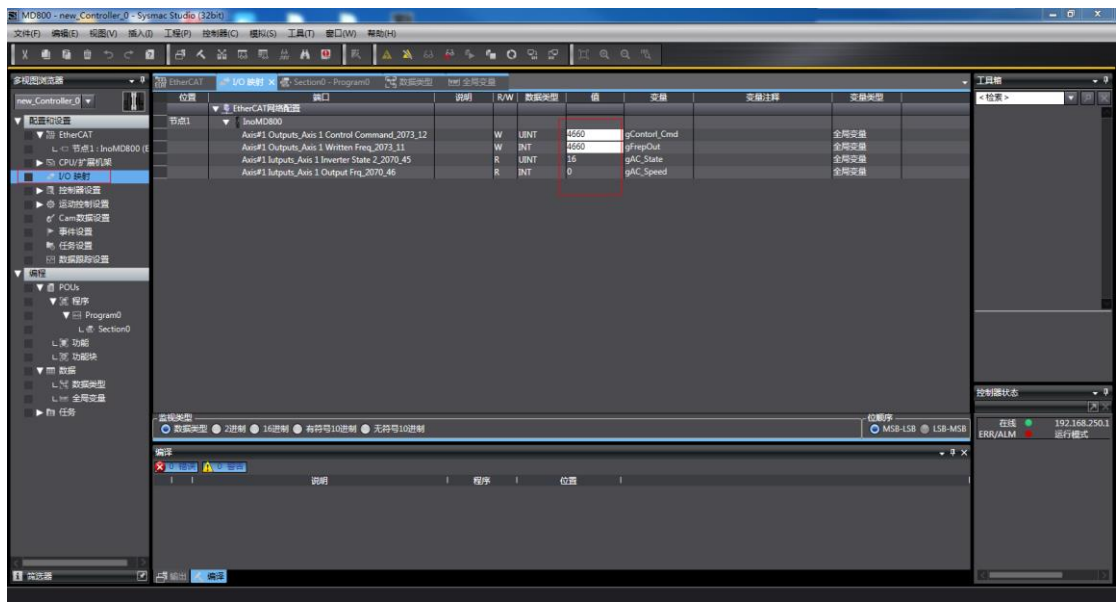 MD800 - new_Controller_0 - Sysmac Studio (32bit)
文件(F) 编辑(E) 视图(V) 插入(I) 工程(P) 控制器(C) 模拟(S) 工具(T) 窗口(W) 帮助(H)
多视图浏览器
new_Controller_0
配置和设置
EtherCAT
节点1 : InoMD800 (E
CPU/扩展机架
I/O 映射
控制器设置
运动控制设置
Cam数据设置
事件设置
任务设置
数据跟踪设置
编程
POUs
程序
Program0
Section0
功能
功能块
数据
数据类型
全局变量
任务
筛选器
EtherCAT I/O 映射 Section0 - Program0 数据类型 全局变量
位置 端口 说明 R/W 数据类型 值 变量 变量注释 变量类型
EtherCAT网络配置
节点1 InoMD800
Axis#1 Outputs_Axis 1 Control Command_2073_12 W UINT 4660 gContorl_Cmd 全局变量
Axis#1 Outputs_Axis 1 Written Freq_2073_11 W INT 4660 gFrepOut 全局变量
Axis#1 Iutputs_Axis 1 Inverter State 2_2070_45 R UINT 16 gAC_State 全局变量
Axis#1 Iutputs_Axis 1 Output Frq_2070_46 R INT 0 gAC_Speed 全局变量
监视类型 位顺序
数据类型 2进制 16进制 有符号10进制 无符号10进制 MSB-LSB LSB-MSB
编译
0 错误 0 警告
说明 程序 位置
输出 编译
工具箱
<检索>
控制器状态
在线 192.168.250.1
ERR/ALM 运行模式